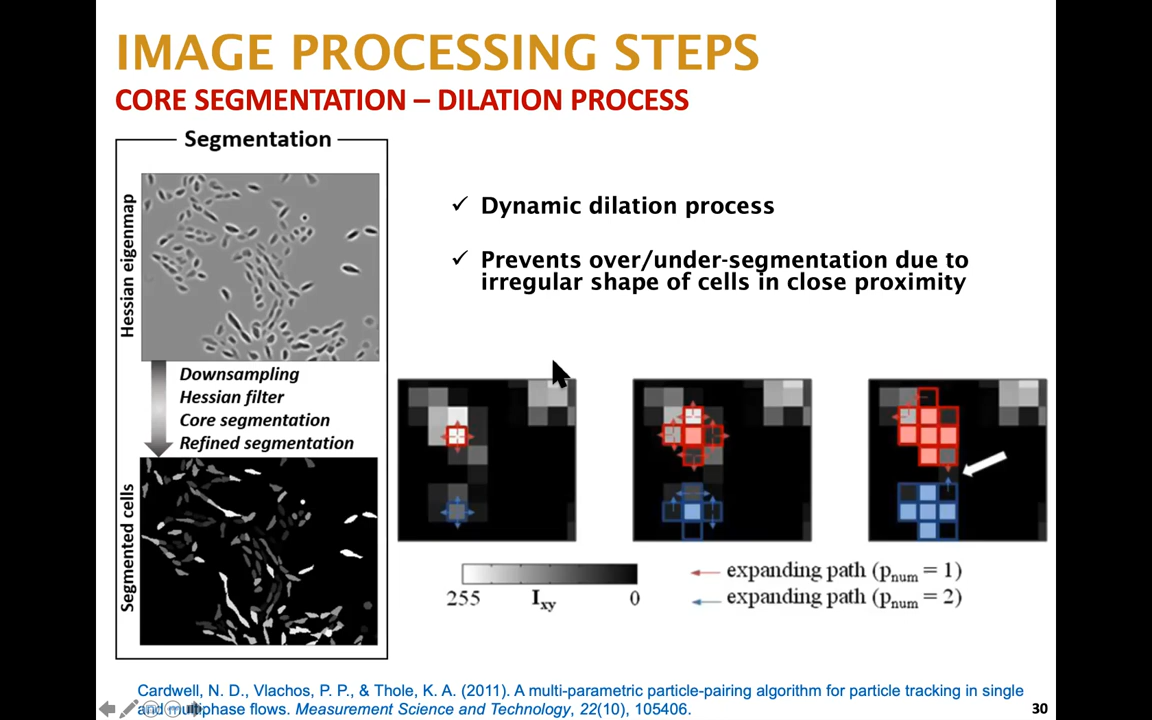 IMAGE PROCESSING STEPS
CORE SEGMENTATION – DILATION PROCESS
Segmentation
Hessian eigenmap
Downsampling
Hessian filter
Core segmentation
Refined segmentation
Segmented cells
✓ Dynamic dilation process
✓ Prevents over/under-segmentation due to
irregular shape of cells in close proximity
255 Ixy 0
expanding path (pnum = 1)
expanding path (pnum = 2)
Cardwell, N. D., Vlachos, P. P., & Thole, K. A. (2011). A multi-parametric particle-pairing algorithm for particle tracking in single
and multiphase flows. Measurement Science and Technology, 22(10), 105406.
30